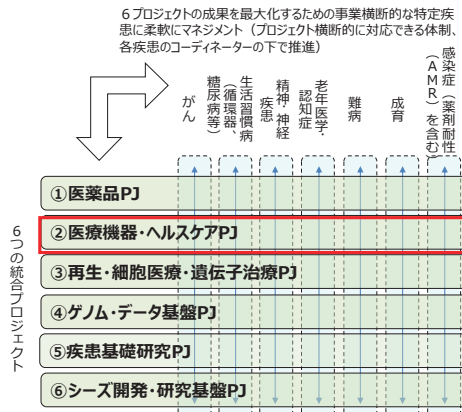 6プロジェクトの成果を最大化するための事業横断的な特定疾
患に柔軟にマネジメント(プロジェクト横断的に対応できる体制、
各疾患のコーディネーターの下で推進)
がん
生活習慣病
(循環器、
糖尿病等)
精神・神経
疾患
老年医学・
認知症
難病
成育
感染症(薬剤耐性
(AMR)を含む)
6つの統合プロジェクト
①医薬品PJ
②医療機器・ヘルスケアPJ
③再生・細胞医療・遺伝子治療PJ
④ゲノム・データ基盤PJ
⑤疾患基礎研究PJ
⑥シーズ開発・研究基盤PJ